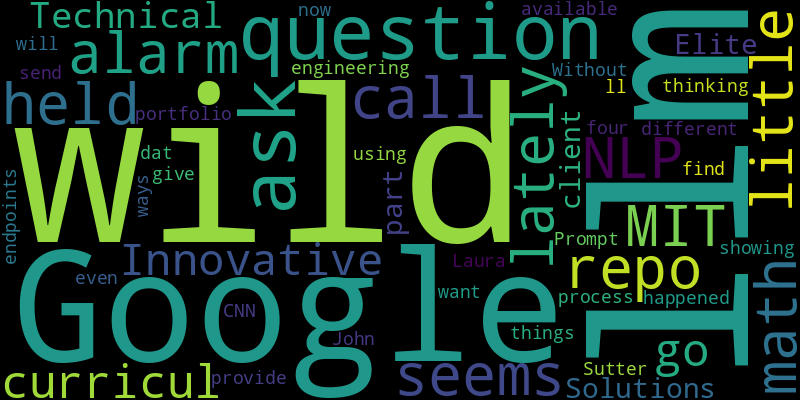 Technical
now
available
will
alarm
question
llm
Elite
little
send
engineering
Without
ll
thinking
held
portfolio
ask
call
lately
client
four
different
wild
dat
give
using
NLP
find
endpoints
ways
part
MIT
Prompt
showing
Innovative
Laura
repo
math
Google
even
CNN
want
process
happened
John
things
go
curricul
provide
seems
Sutter
Solutions